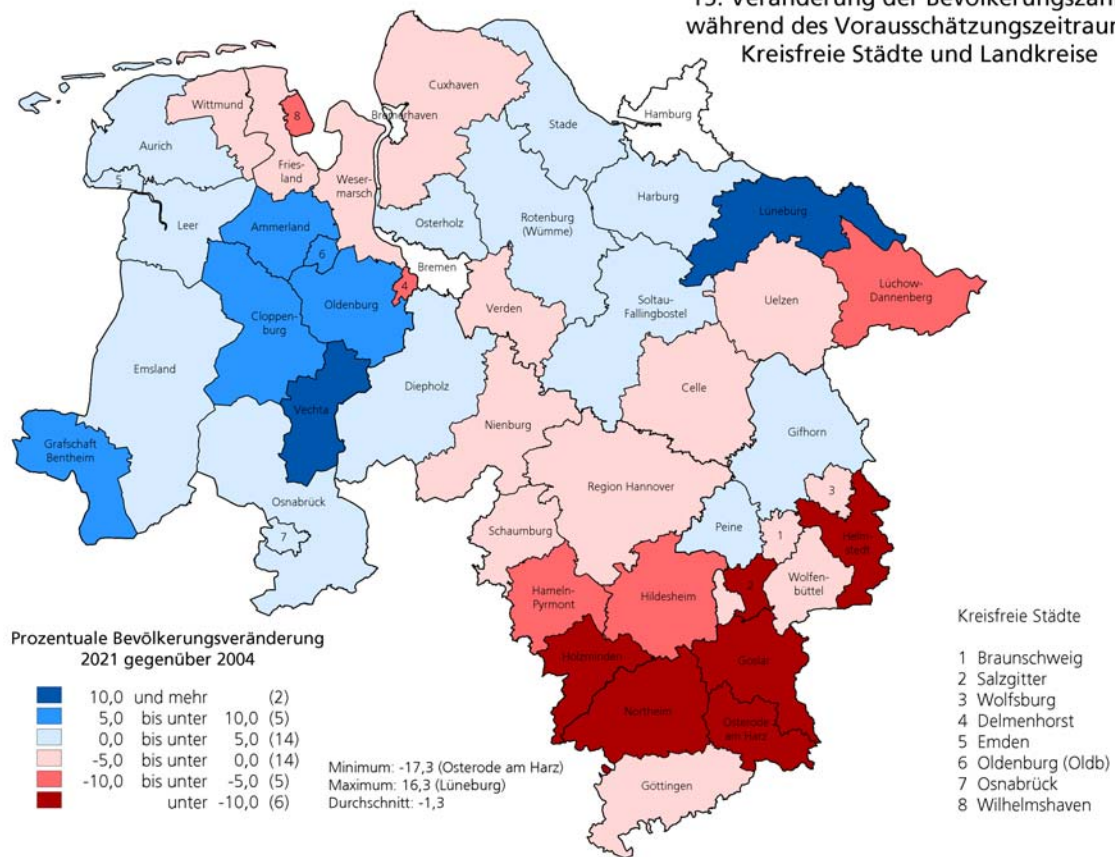 15. Veränderung der Bevölkerungszahl
während des Vorausschätzungszeitraum
Kreisfreie Städte und Landkreise
Cuxhaven
Wittmund
8
Bremerhaven
Hamburg
Stade
Aurich
Fries-
land
Weser-
marsch
5
Harburg
Lüneburg
Leer
Ammerland
Osterholz
Rotenburg
(Wümme)
6
Bremen
4
Lüchow-
Dannenberg
Uelzen
Soltau-
Fallingbostel
Oldenburg
Verden
Cloppen-
burg
Emsland
Diepholz
Celle
Vechta
Nienburg
Gifhorn
Grafschaft
Bentheim
Region Hannover
3
Osnabrück
7
Schaumburg
Peine
1
Helm-
stedt
Wolfen-
büttel
2
Hameln-
Pyrmont
Hildesheim
Holzminden
Goslar
Northeim
Osterode
am Harz
Göttingen
Prozentuale Bevölkerungsveränderung
2021 gegenüber 2004
10,0 und mehr (2)
5,0 bis unter 10,0 (5)
0,0 bis unter 5,0 (14)
-5,0 bis unter 0,0 (14)
-10,0 bis unter -5,0 (5)
unter -10,0 (6)
Minimum: -17,3 (Osterode am Harz)
Maximum: 16,3 (Lüneburg)
Durchschnitt: -1,3
Kreisfreie Städte
1 Braunschweig
2 Salzgitter
3 Wolfsburg
4 Delmenhorst
5 Emden
6 Oldenburg (Oldb)
7 Osnabrück
8 Wilhelmshaven